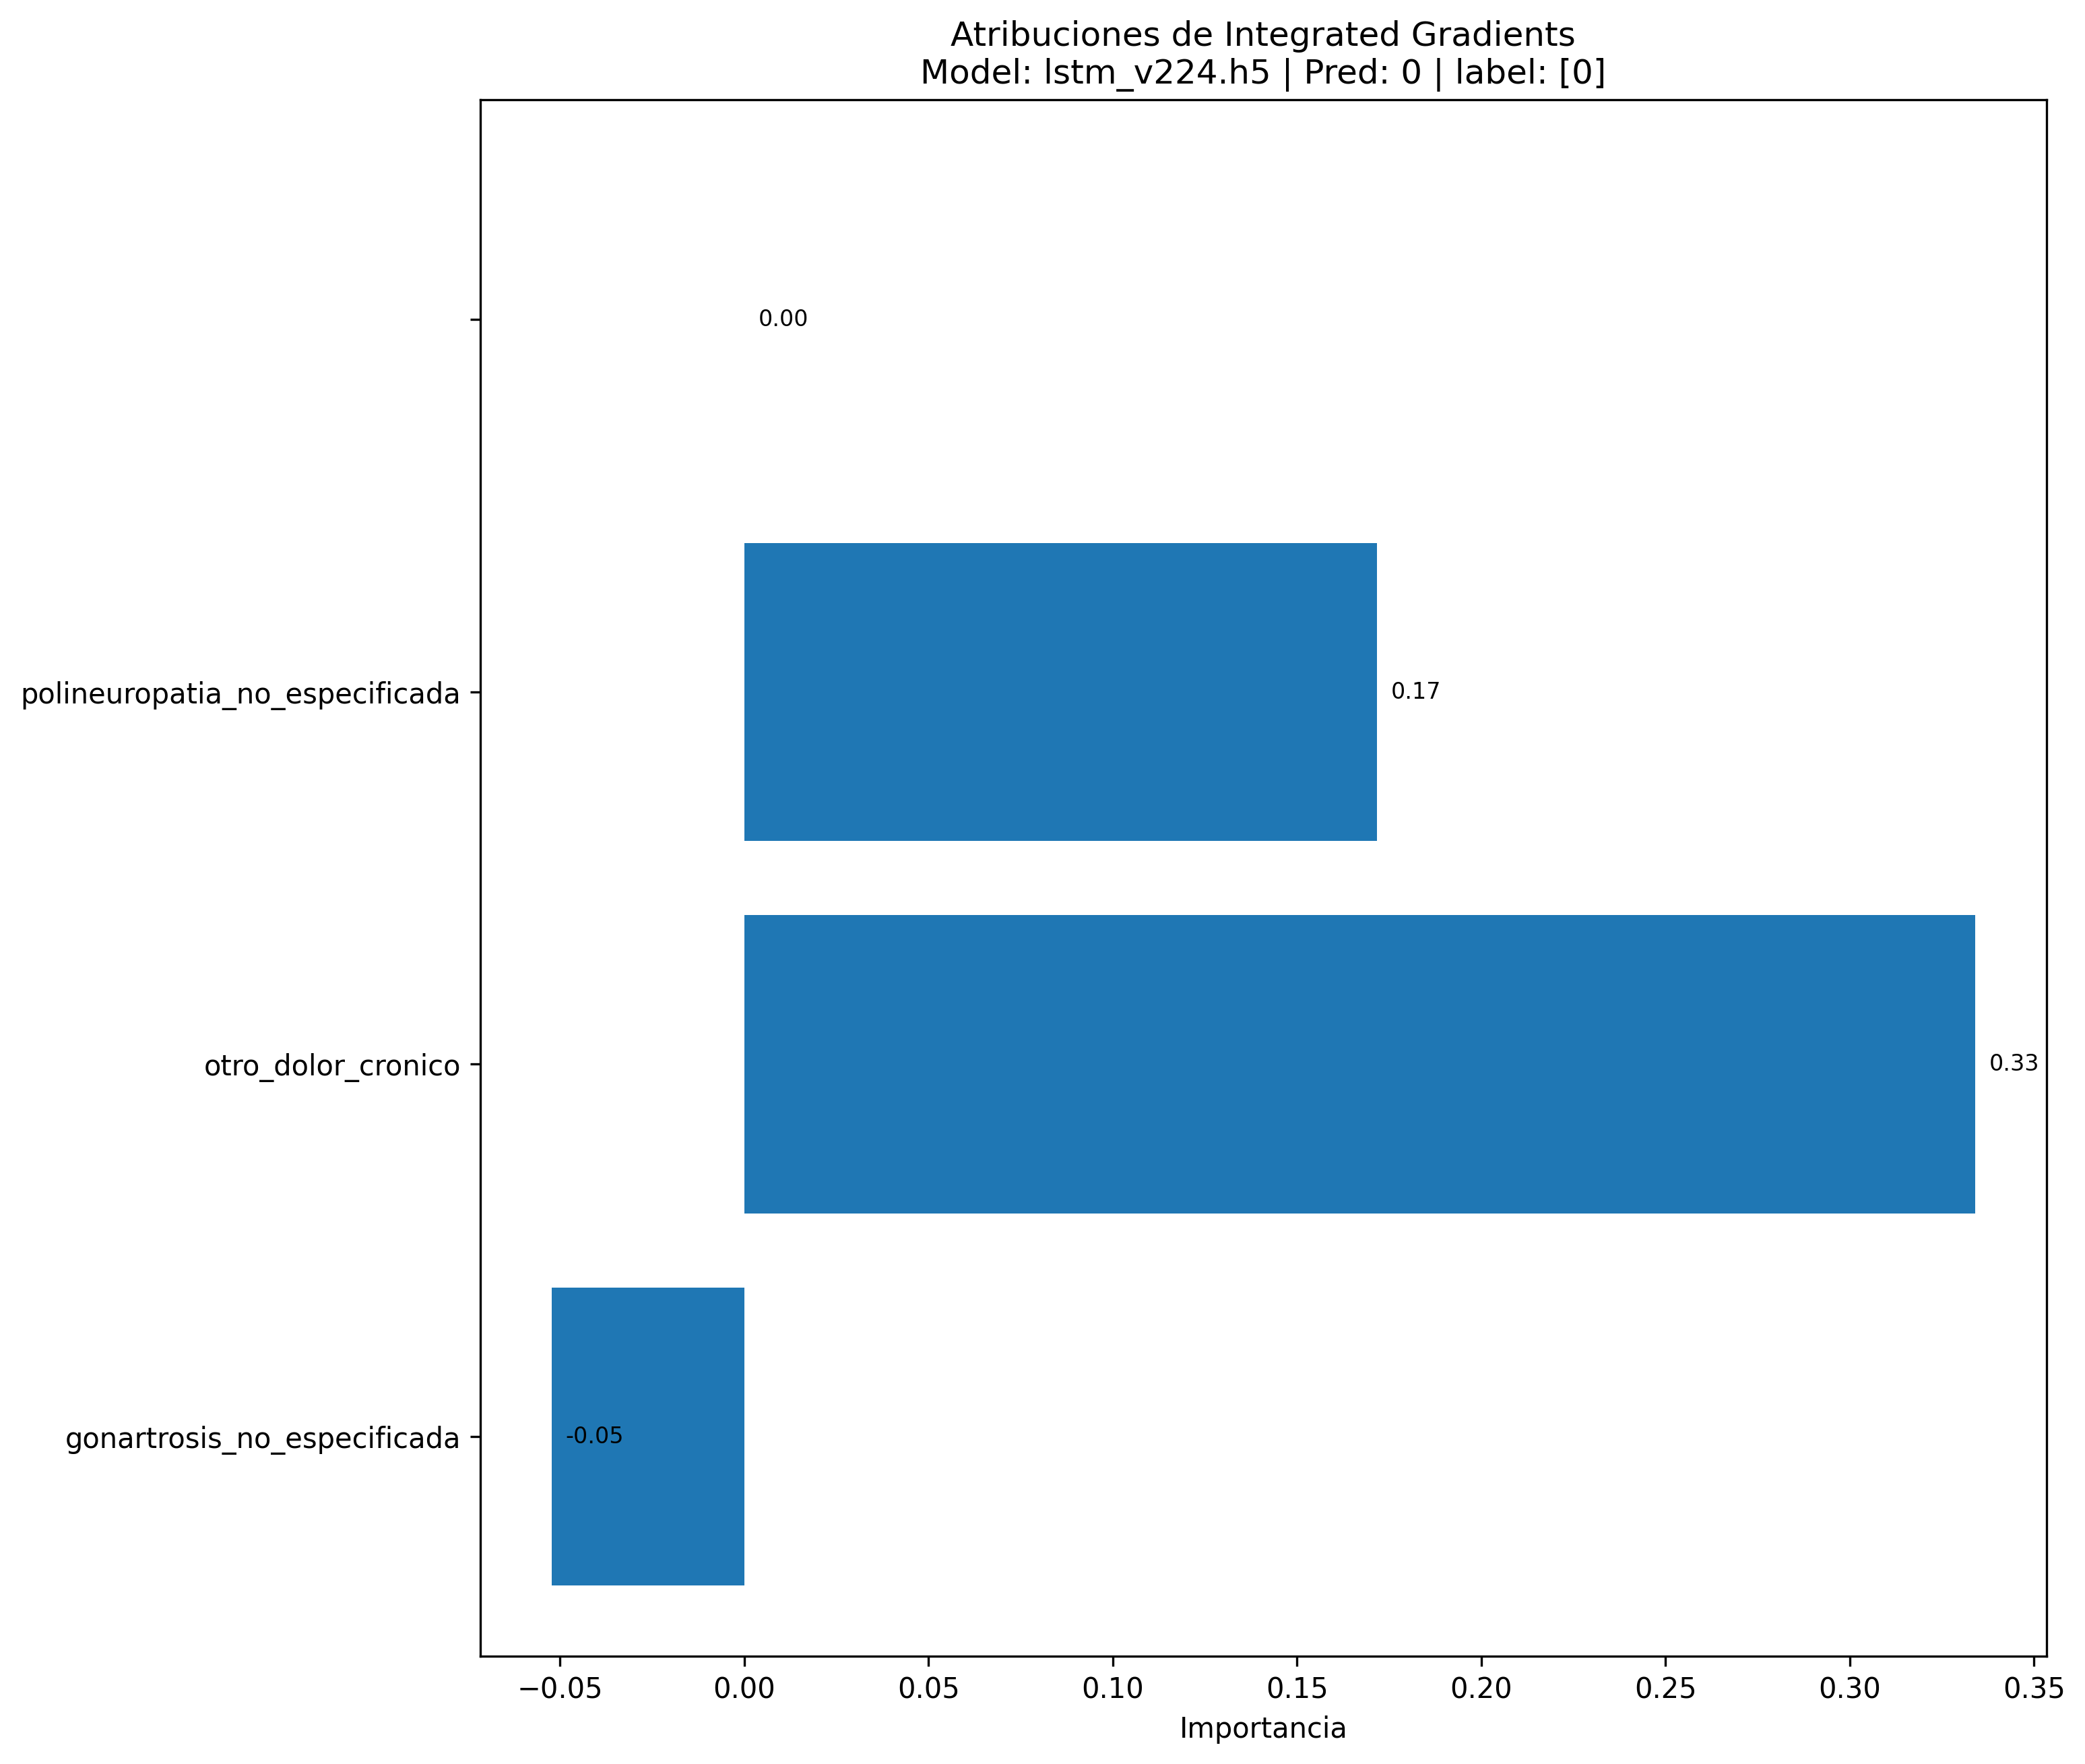 Atribuciones de Integrated Gradients
Model: lstm_v224.h5 | Pred: 0 | label: [0]
0.00
polineuropatia_no_especificada
0.17
otro_dolor_cronico
0.33
gonartrosis_no_especificada
-0.05
−0.05 0.00 0.05 0.10 0.15 0.20 0.25 0.30 0.35
Importancia